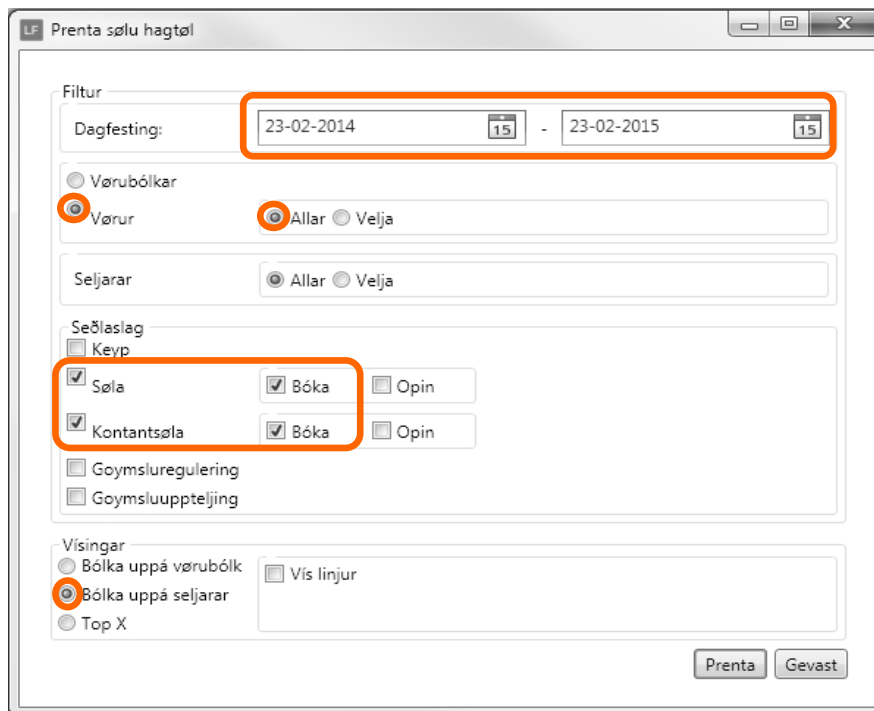 LF Prenta sølu hagtøl
Filtur
Dagfesting: 23-02-2014 15 - 23-02-2015 15
Vørubólkar
Vørur Allar Velja
Seljarar Allar Velja
Seðlaslag
Keyp
Søla Bóka Opin
Kontantsøla Bóka Opin
Goymsluregulering
Goymsluuppteljing
Vísingar
Bólka uppá vørubólk
Vís linjur
Bólka uppá seljarar
Top X
Prenta Gevast